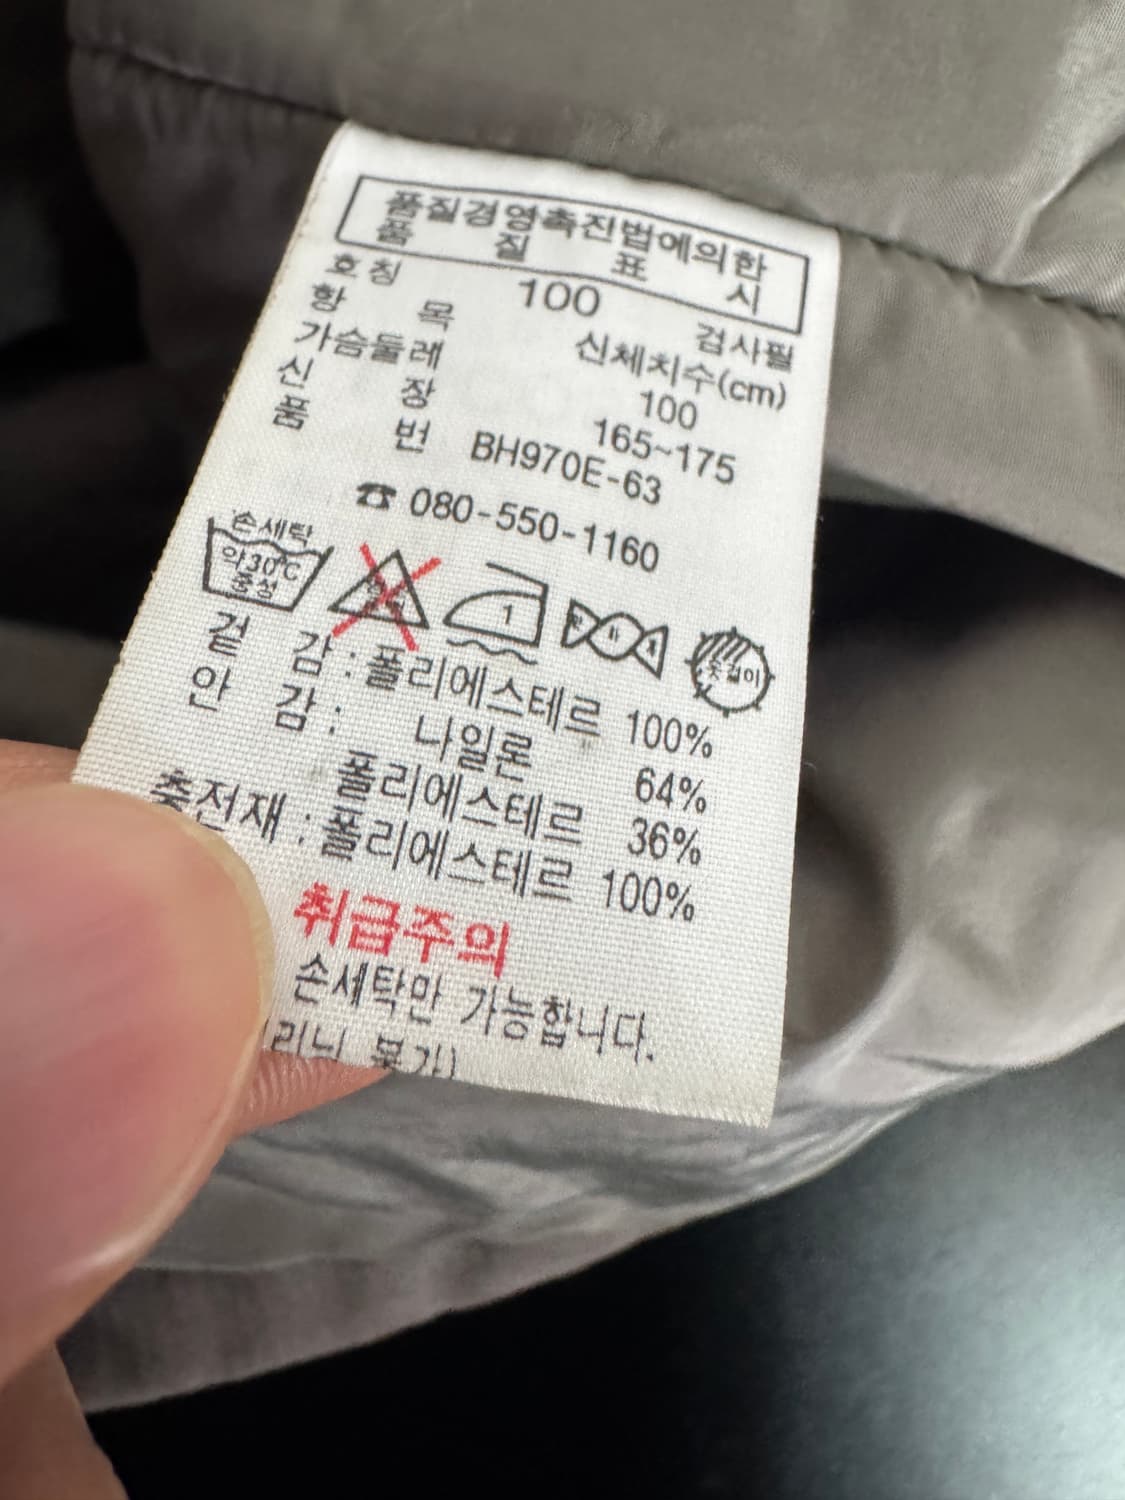 품질경영촉진법에의한
품 질 표 시
호칭 100 검사필
항 목 신체치수(cm)
가슴둘레 100
신 장 165~175
품 번 BH970E-63
☎ 080-550-1160
손세탁
약30℃
중성
1
옷걸이
겉 감 : 폴리에스테르 100%
안 감 : 나일론 64%
폴리에스테르 36%
충전재 : 폴리에스테르 100%
취급주의
손세탁만 가능합니다.
리닝 불가)